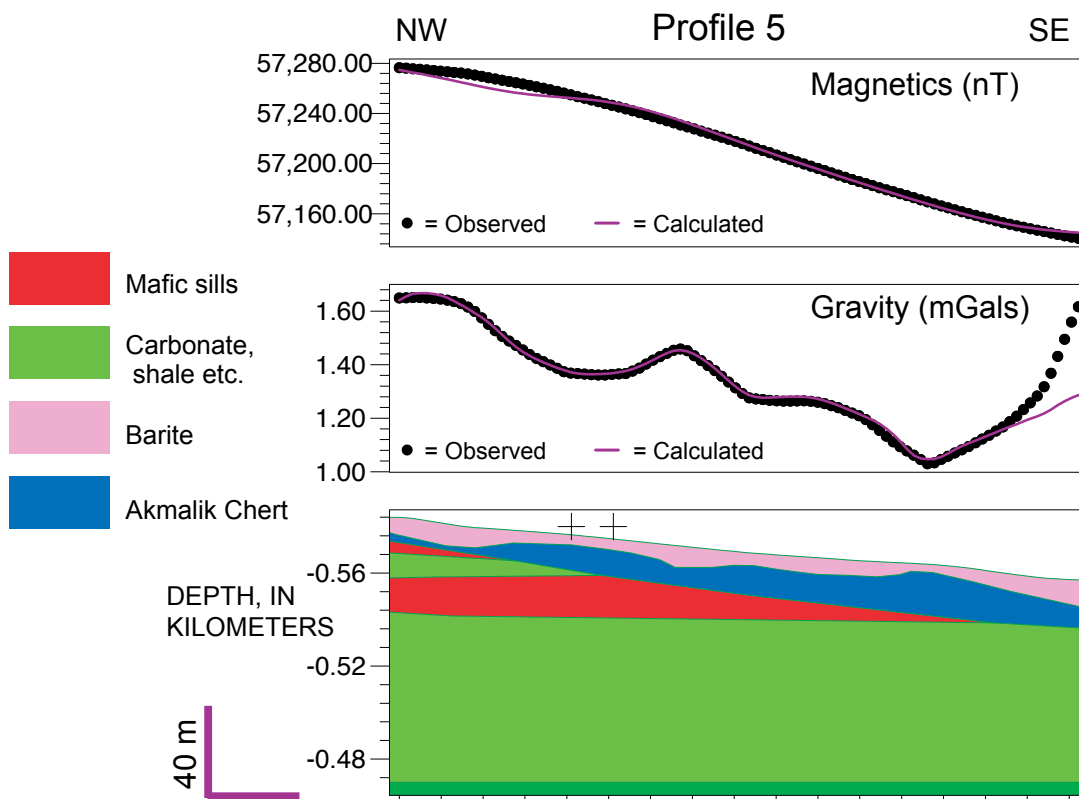 NW
Profile 5
SE
57,280.00
57,240.00
57,200.00
57,160.00
Magnetics (nT)
= Observed
= Calculated
Mafic sills
Carbonate,
shale etc.
Barite
Akmalik Chert
1.60
1.40
1.20
1.00
Gravity (mGals)
= Observed
= Calculated
DEPTH, IN
KILOMETERS
-0.56
-0.52
-0.48
40 m